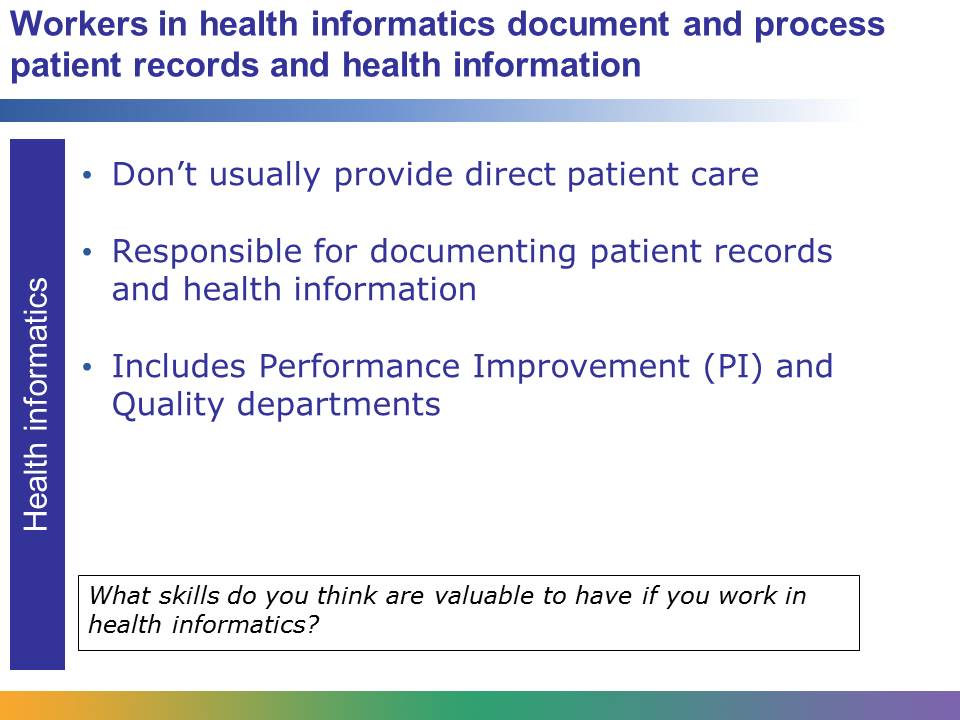 Workers in health informatics document and process
patient records and health information
Health informatics
• Don’t usually provide direct patient care
• Responsible for documenting patient records
and health information
• Includes Performance Improvement (PI) and
Quality departments
What skills do you think are valuable to have if you work in
health informatics?